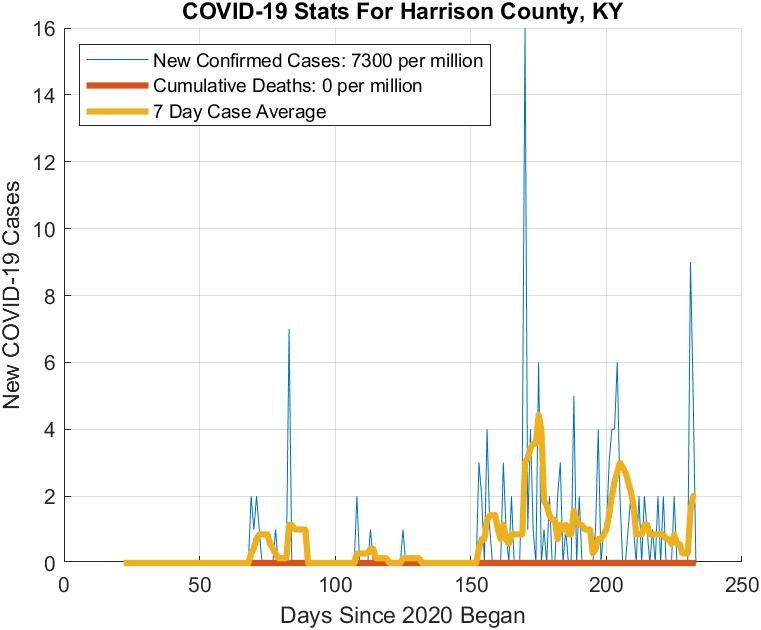 COVID-19 Stats For Harrison County, KY
New Confirmed Cases: 7300 per million
Cumulative Deaths: 0 per million
7 Day Case Average
New COVID-19 Cases
16
14
12
10
8
6
4
2
0
0 50 100 150 200 250
Days Since 2020 Began